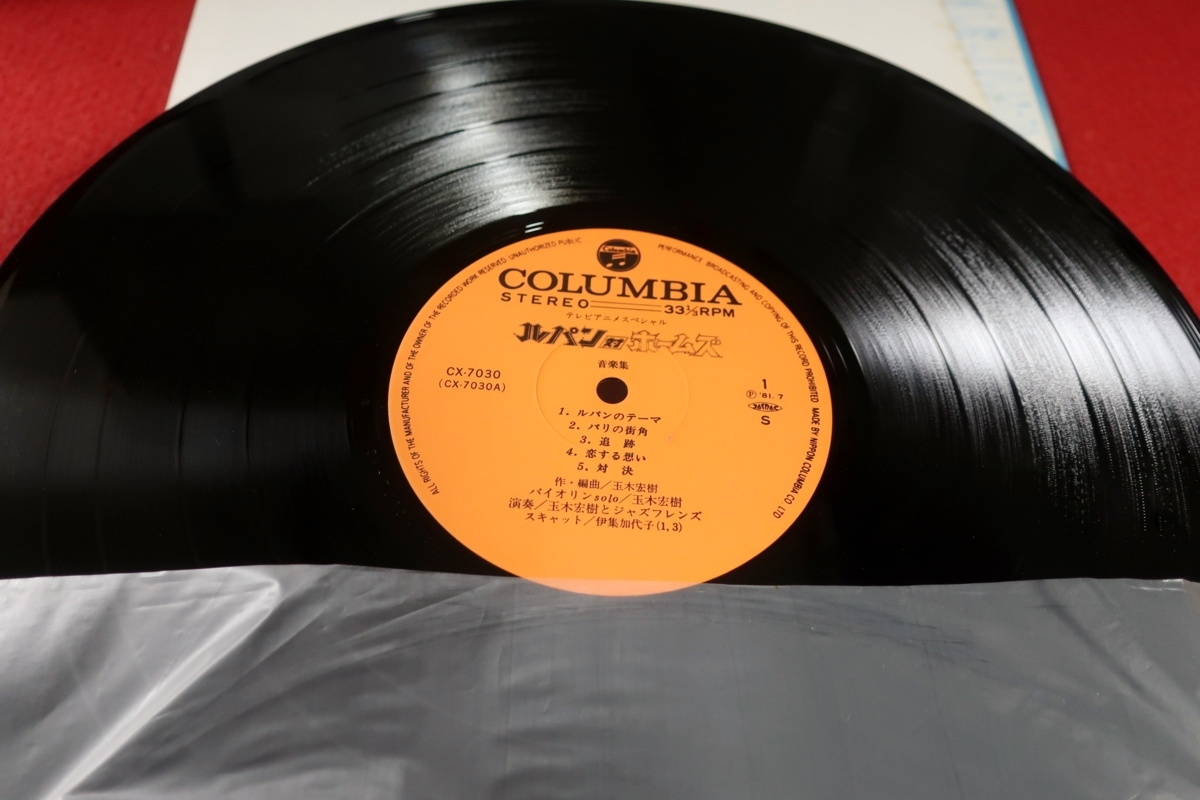 ALL RIGHTS OF THE MANUFACTURER AND OF THE OWNER OF THE RECORDED WORK RESERVED. UNAUTHORIZED PUBLIC PERFORMANCE BROADCASTING AND COPYING OF THIS RECORD PROHIBITED MADE BY NIPPON COLUMBIA CO. LTD
Columbia
COLUMBIA
STEREO 33⅓RPM
テレビアニメスペシャル
ルパン対ホームズ
音楽集
CX-7030
(CX-7030A)
1
Ⓟ '81. 7
JASRAC
S
1. ルパンのテーマ
2. パリの街角
3. 追 跡
4. 恋する想い
5. 対 決
作・編曲/玉木宏樹
バイオリンsolo/玉木宏樹
演奏/玉木宏樹とジャズフレンズ
スキャット/伊集加代子(1,3)